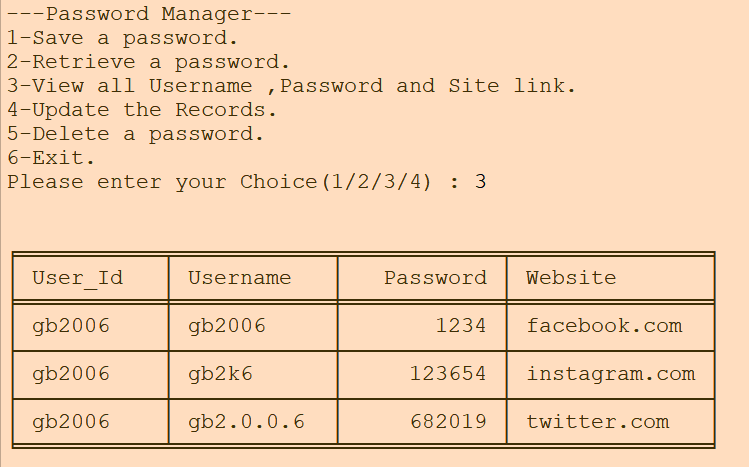 ---Password Manager---
1-Save a password.
2-Retrieve a password.
3-View all Username ,Password and Site link.
4-Update the Records.
5-Delete a password.
6-Exit.
Please enter your Choice(1/2/3/4) : 3
User_Id Username Password Website
gb2006 gb2006 1234 facebook.com
gb2006 gb2k6 123654 instagram.com
gb2006 gb2.0.0.6 682019 twitter.com